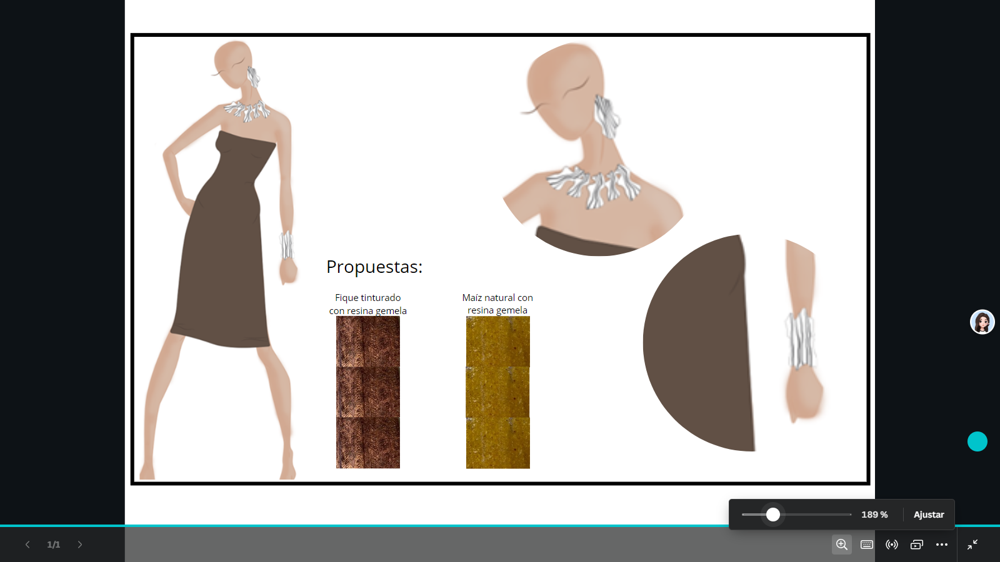 Propuestas:
Fique tinturado
con resina gemela
Maíz natural con
resina gemela
189 %
Ajustar
1/1